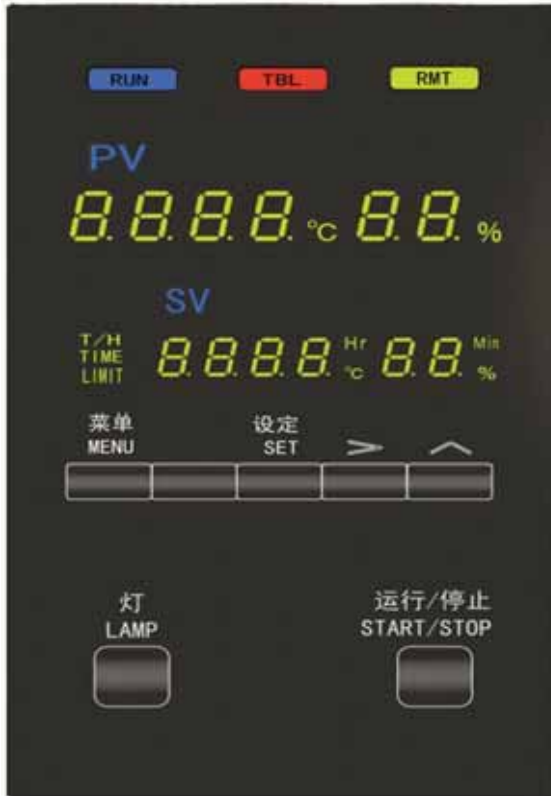 RUN TBL RMT
PV
8.8.8.8.℃ 8.8. %
SV
T/H
TIME
LIMIT
8.8.8.8. Hr ℃ 8.8. Min %
菜单 设定
MENU SET > ︿
灯 运行/停止
LAMP START/STOP